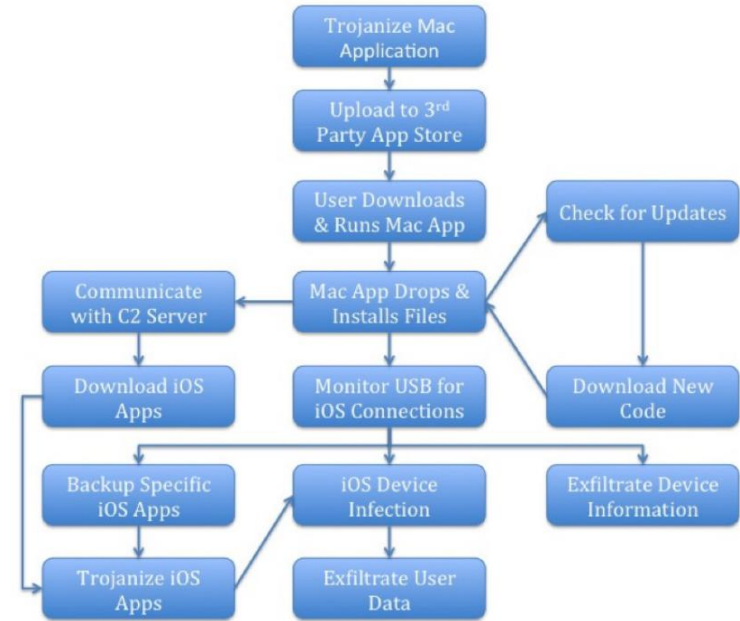 Trojanize Mac
Application
Upload to 3rd
Party App Store
User Downloads
& Runs Mac App
Check for Updates
Communicate
with C2 Server
Mac App Drops &
Installs Files
Download iOS
Apps
Monitor USB for
iOS Connections
Download New
Code
Backup Specific
iOS Apps
iOS Device
Infection
Exfiltrate Device
Information
Trojanize iOS
Apps
Exfiltrate User
Data